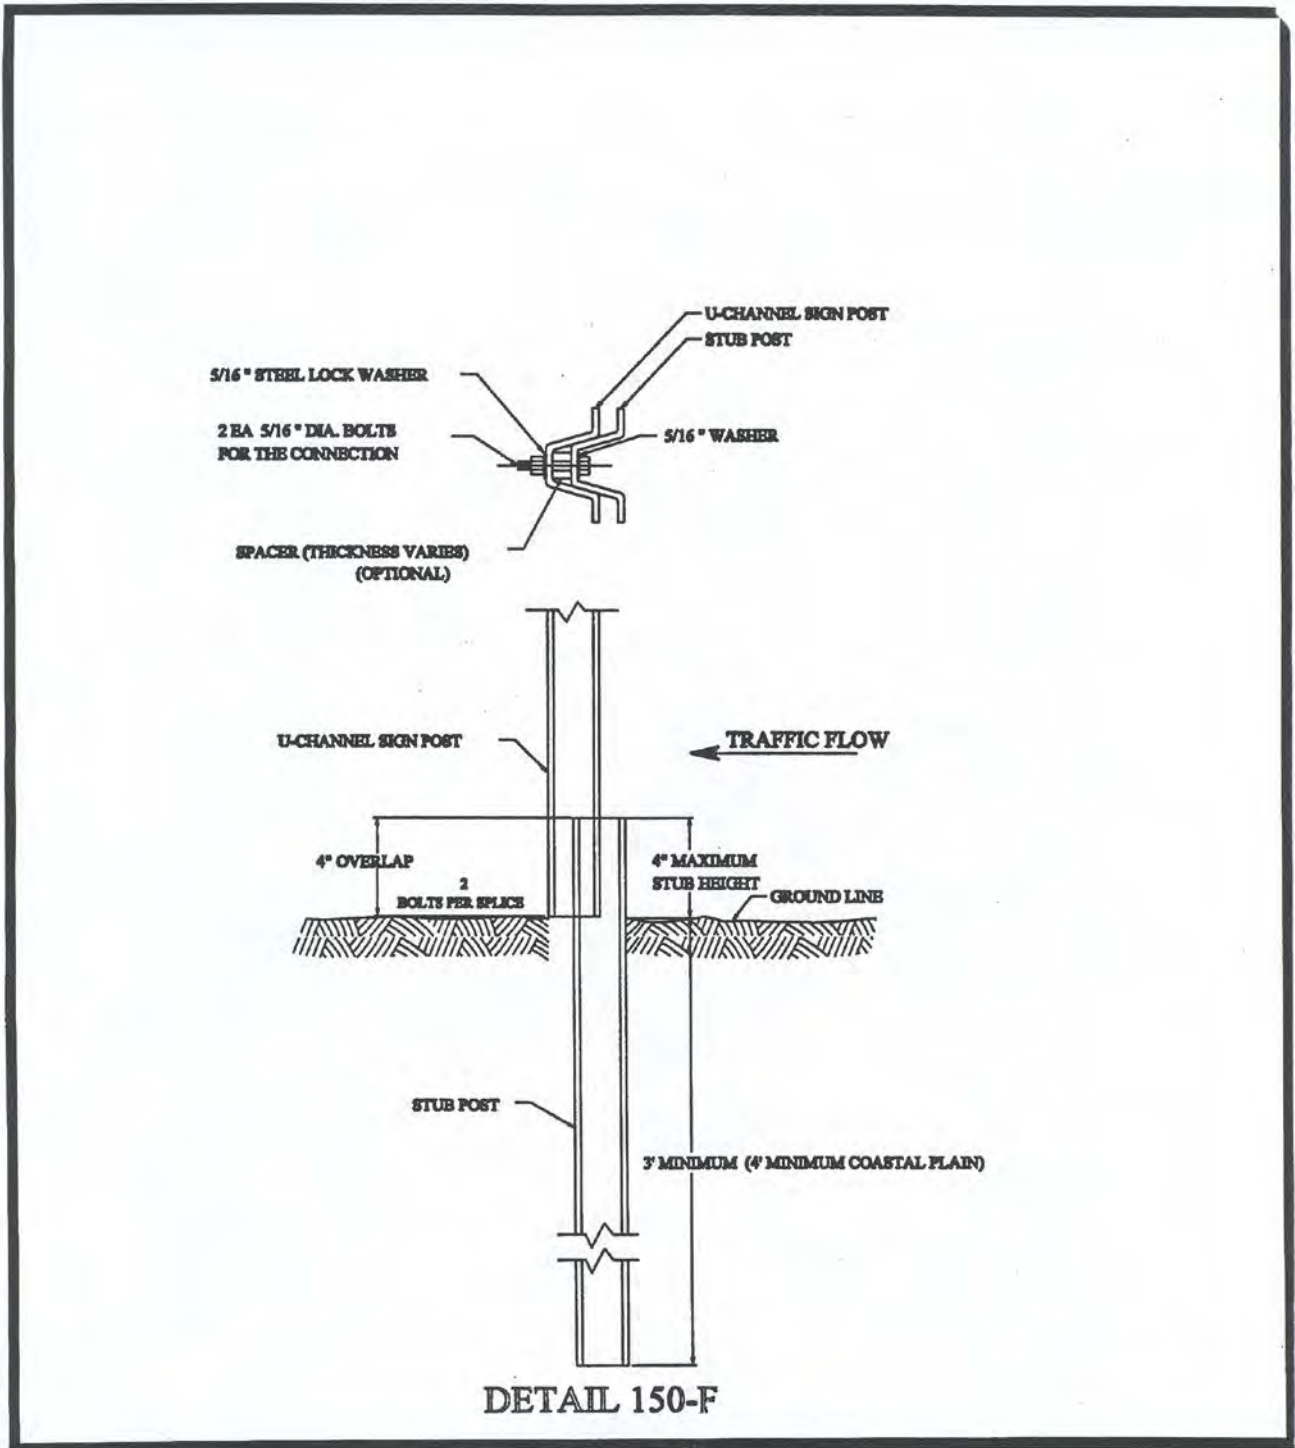 U-CHANNEL SIGN POST
STUB POST
5/16 " STEEL LOCK WASHER
2 EA 5/16 " DIA. BOLTS
FOR THE CONNECTION
5/16 " WASHER
SPACER (THICKNESS VARIES)
(OPTIONAL)
U-CHANNEL SIGN POST
TRAFFIC FLOW
4" OVERLAP
2
BOLTS PER SPLICE
4" MAXIMUM
STUB HEIGHT
GROUND LINE
STUB POST
3' MINIMUM (4' MINIMUM COASTAL PLAIN)
DETAIL 150-F